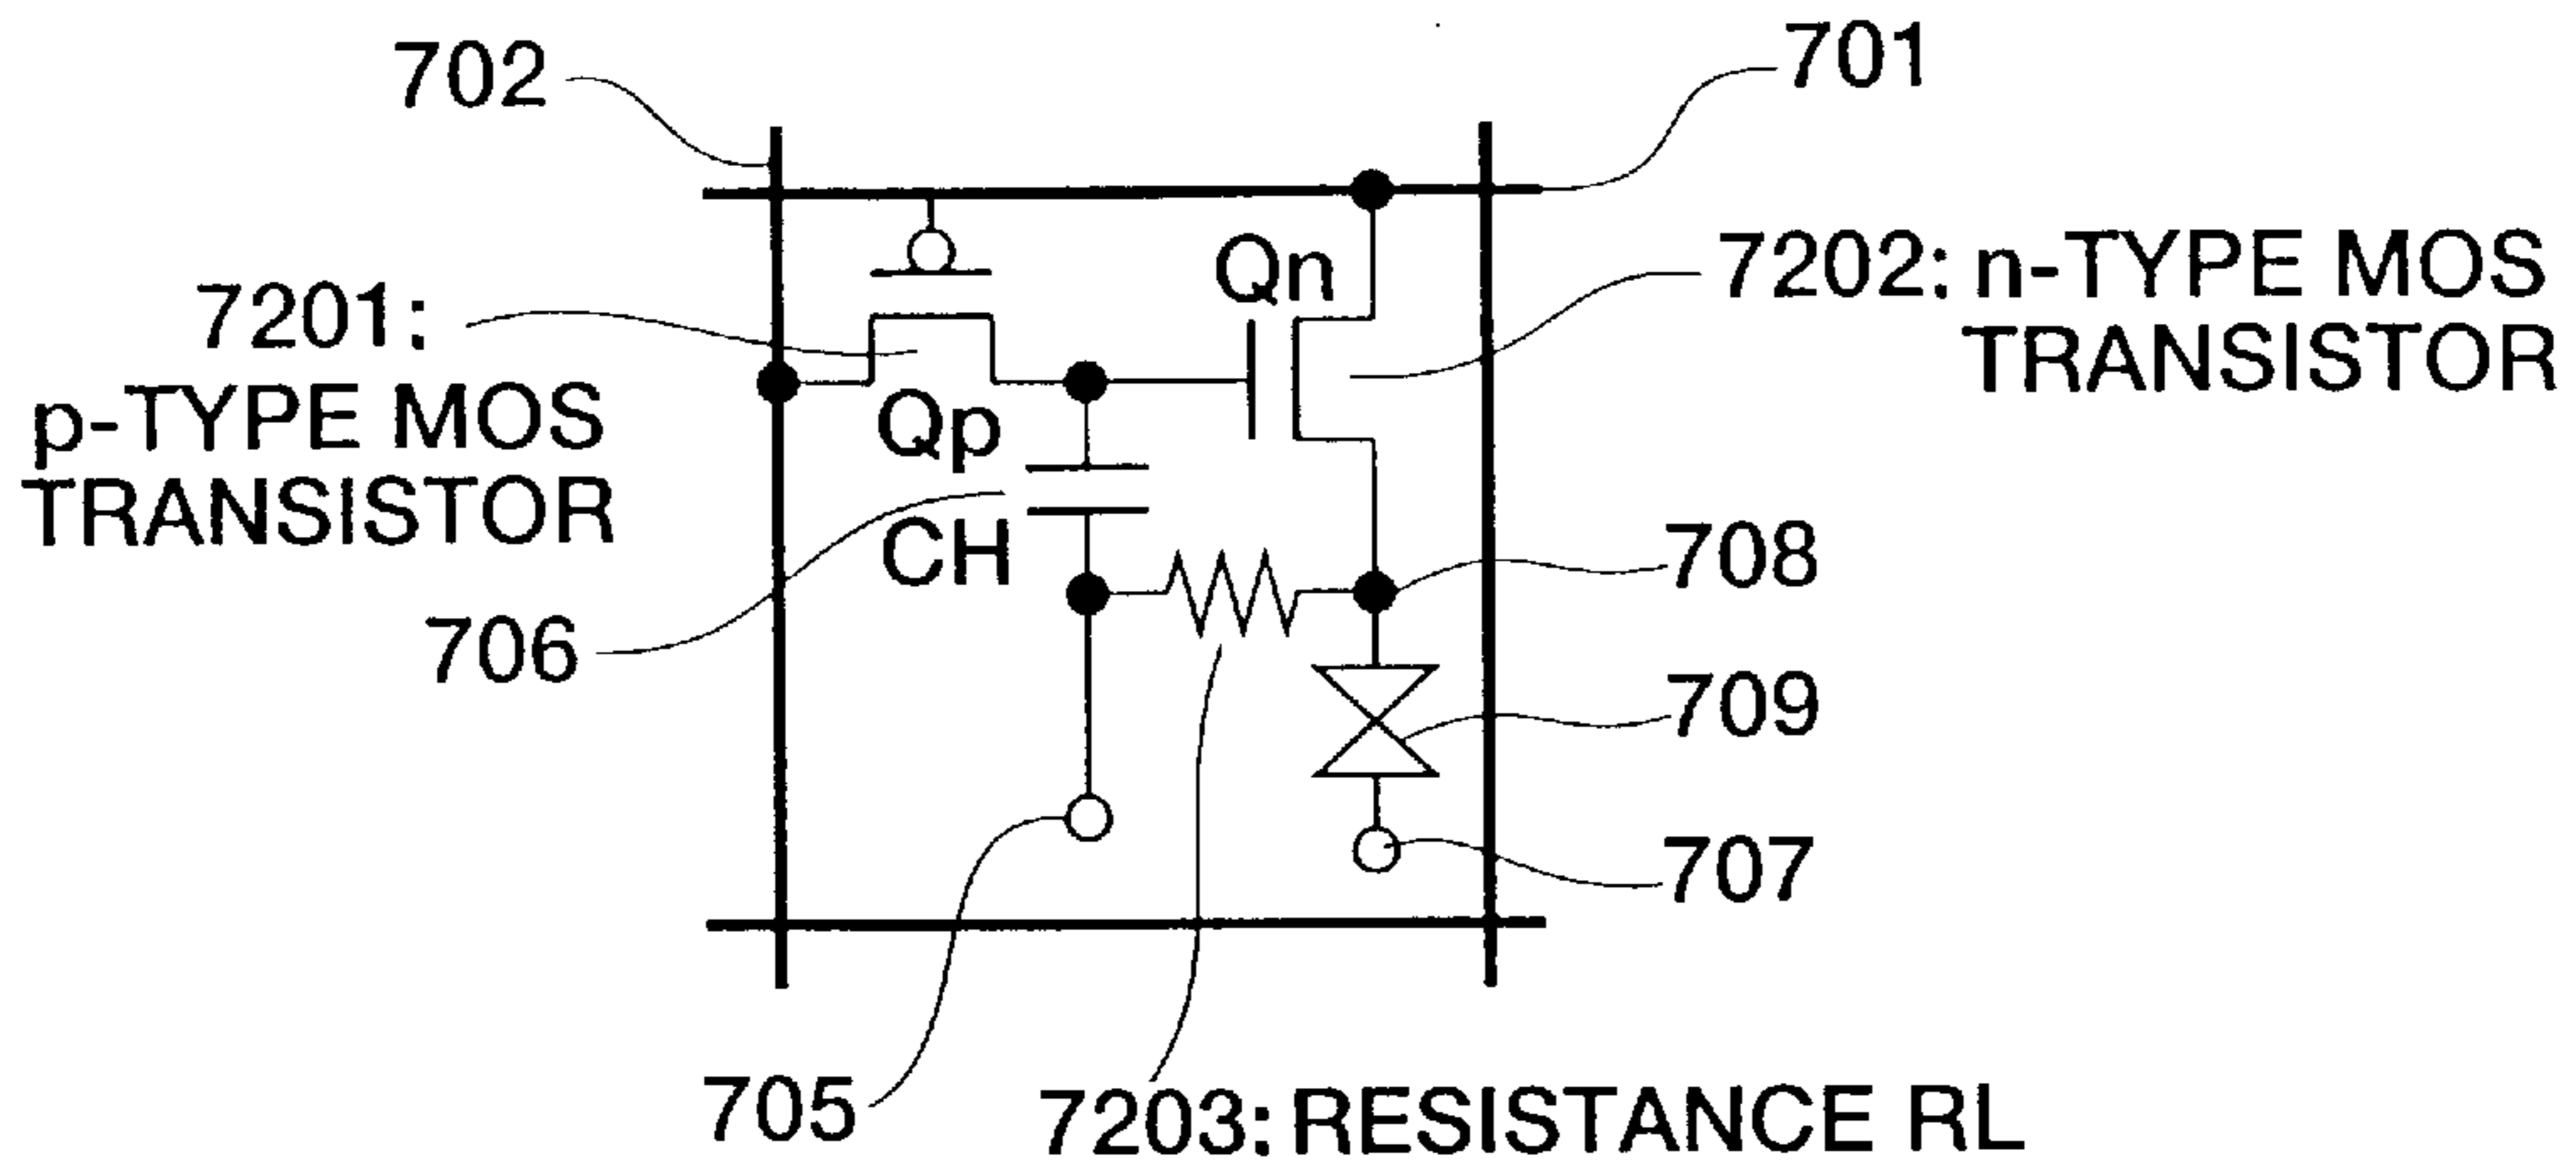 702
701
Qn
7202: n-TYPE MOS
TRANSISTOR
7201:
p-TYPE MOS
TRANSISTOR
Qp
CH
708
706
709
707
705
7203: RESISTANCE RL